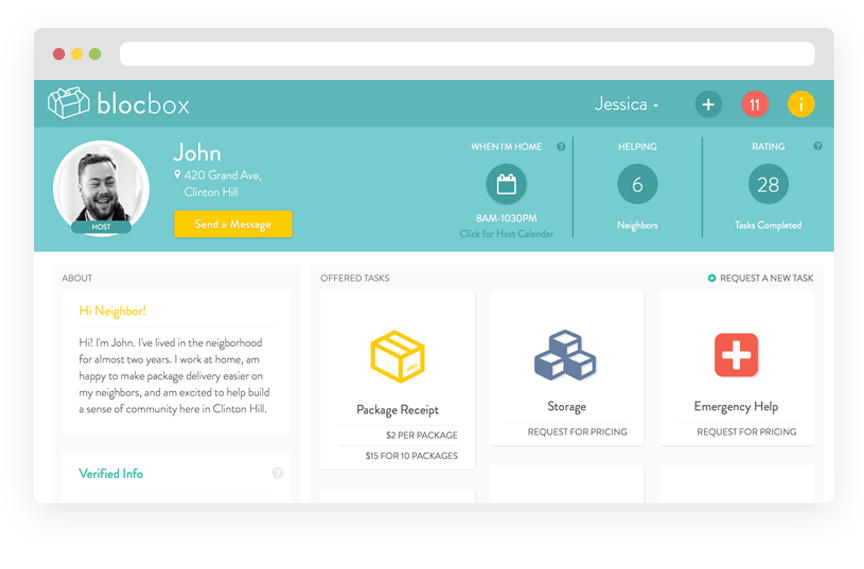 blocbox
Jessica
+
11
i
John
420 Grand Ave,
Clinton Hill
HOST
Send a Message
WHEN I'M HOME ?
8AM-1030PM
Click for Host Calendar
HELPING
6
Neighbors
RATING ?
28
Tasks Completed
ABOUT
Hi Neighbor!
Hi! I'm John. I've lived in the neigborhood
for almost two years. I work at home, am
happy to make package delivery easier on
my neighbors, and am excited to help build
a sense of community here in Clinton Hill.
Verified Info ?
OFFERED TASKS
+ REQUEST A NEW TASK
Package Receipt
$2 PER PACKAGE
$15 FOR 10 PACKAGES
Storage
REQUEST FOR PRICING
Emergency Help
REQUEST FOR PRICING